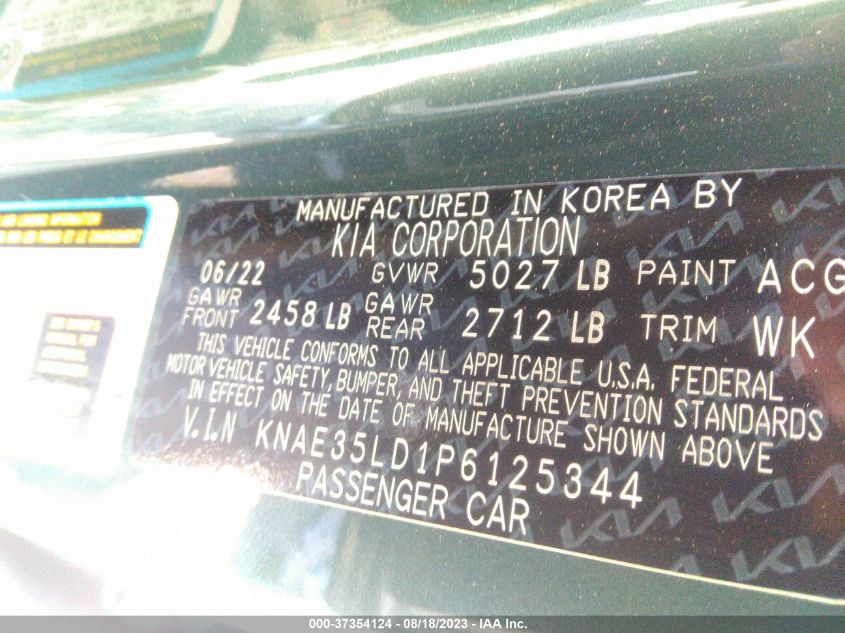 MANUFACTURED IN KOREA BY
KIA CORPORATION
06/22 GVWR 5027 LB PAINT ACG
GAWR FRONT 2458 LB GAWR REAR 2712 LB TRIM WK
THIS VEHICLE CONFORMS TO ALL APPLICABLE U.S.A. FEDERAL
MOTOR VEHICLE SAFETY, BUMPER, AND THEFT PREVENTION STANDARDS
IN EFFECT ON THE DATE OF MANUFACTURE SHOWN ABOVE
V.I.N KNAE35LD1P6125344
PASSENGER CAR
000-37354124 - 08/18/2023 - IAA Inc.